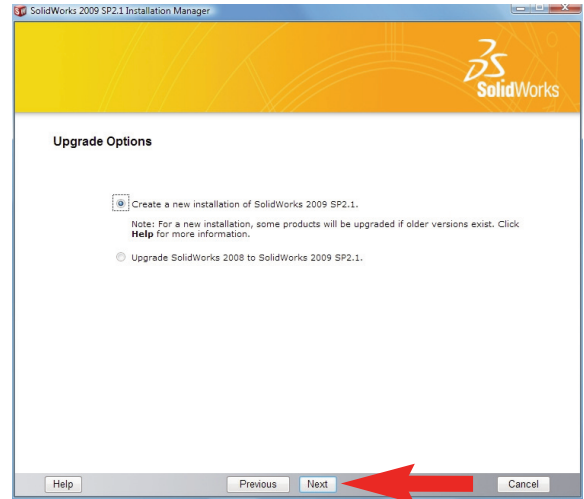 SolidWorks 2009 SP2.1 Installation Manager
SolidWorks
Upgrade Options
Create a new installation of SolidWorks 2009 SP2.1.
Note: For a new installation, some products will be upgraded if older versions exist. Click
Help for more information.
Upgrade SolidWorks 2008 to SolidWorks 2009 SP2.1.
Help Previous Next Cancel